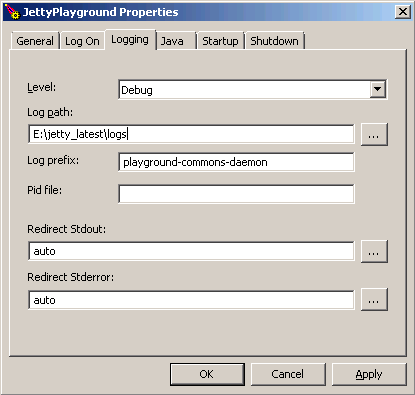 JettyPlayground Properties
General Log On Logging Java Startup Shutdown
Level: Debug
Log path:
E:\jetty_latest\logs ...
Log prefix: playground-commons-daemon
Pid file:
Redirect Stdout:
auto ...
Redirect Stderror:
auto ...
OK Cancel Apply